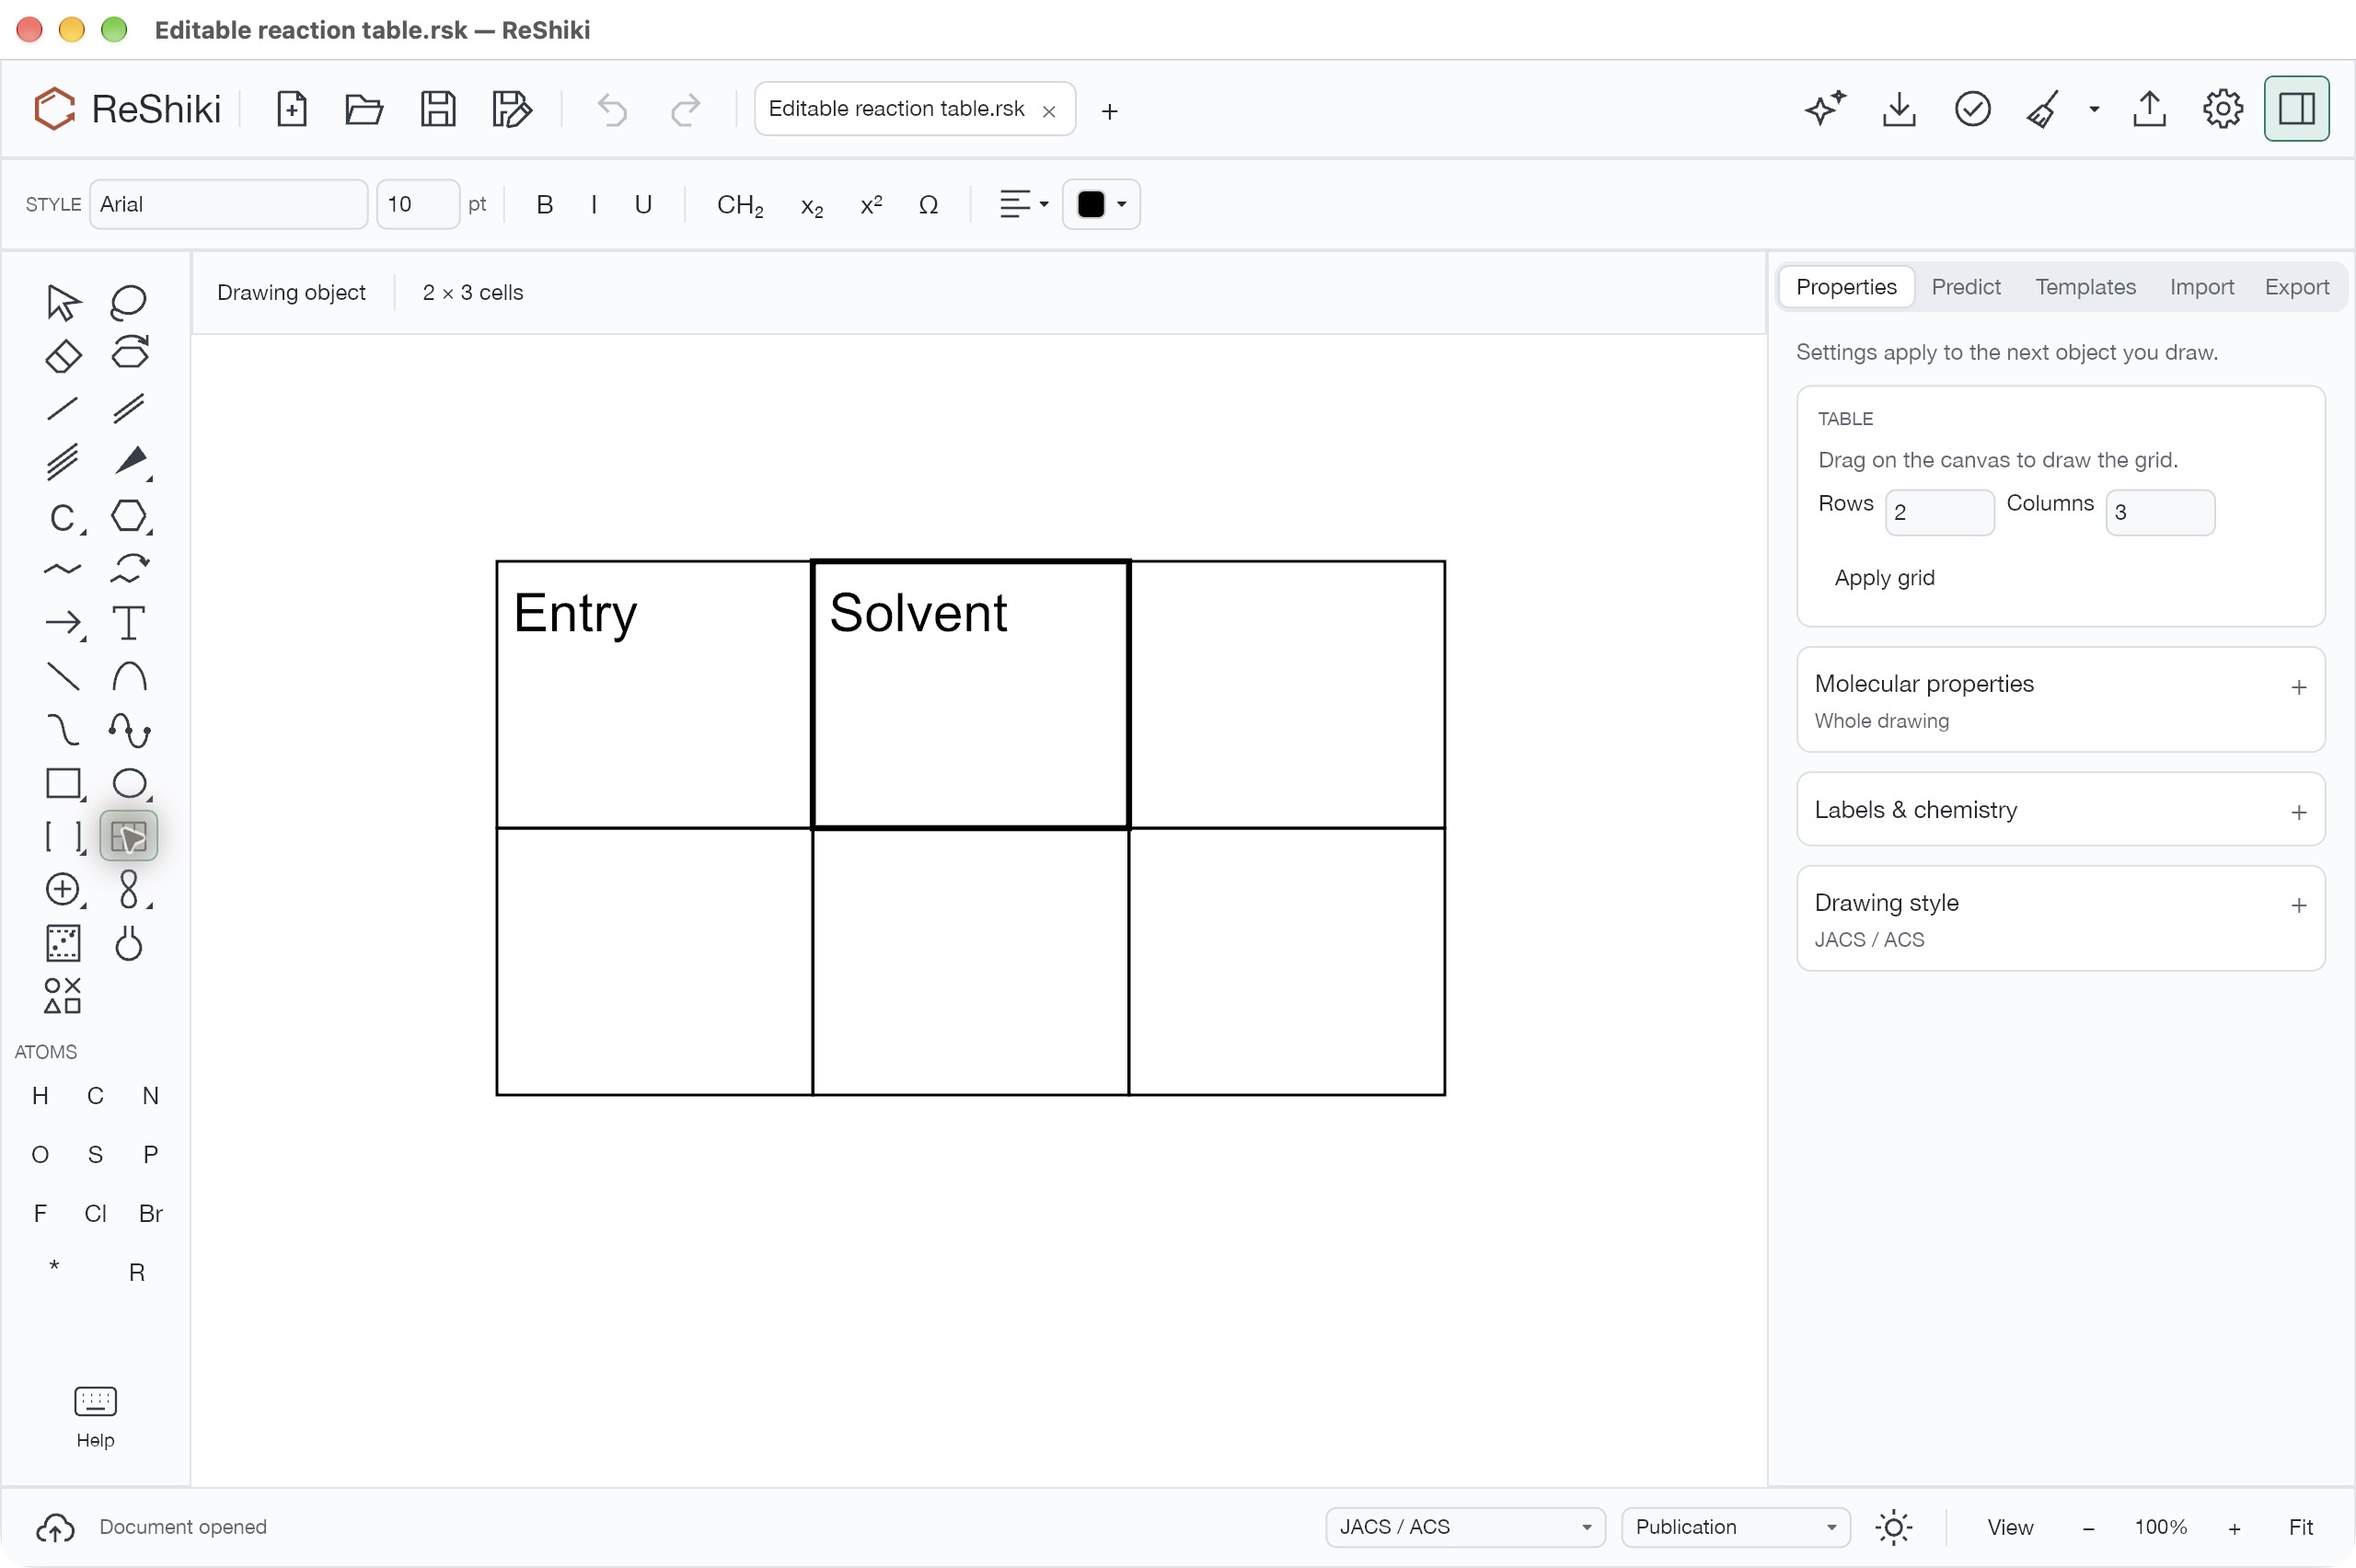 Editable reaction table.rsk — ReShiki
ReShiki
Editable reaction table.rsk × +
STYLE Arial 10 pt B I U CH₂ x₂ x² Ω
Drawing object 2 × 3 cells
Properties Predict Templates Import Export
Settings apply to the next object you draw.
TABLE
Drag on the canvas to draw the grid.
Rows 2 Columns 3
Apply grid
Molecular properties +
Whole drawing
Labels & chemistry +
Drawing style +
JACS / ACS
Entry Solvent
C
T
ATOMS
H C N
O S P
F Cl Br
* R
Help
Document opened
JACS / ACS Publication View − 100% + Fit